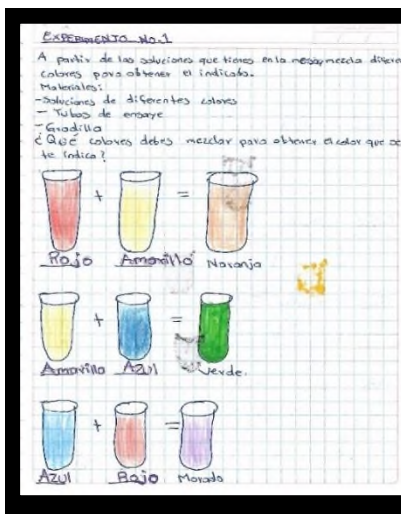 EXPERIMENTO No.1
A partir de las soluciones que tienes en la mesa, mezcla difere
colores para obtener el indicado.
Materiales:
-Soluciones de diferentes colores
- Tubos de ensaye
- Gradilla
¿Qué colores debes mezclar para obtener el color que se
te indica?
+ =
Rojo Amarillo Naranja
+ =
Amarillo Azul Verde.
+ =
Azul Rojo Morado